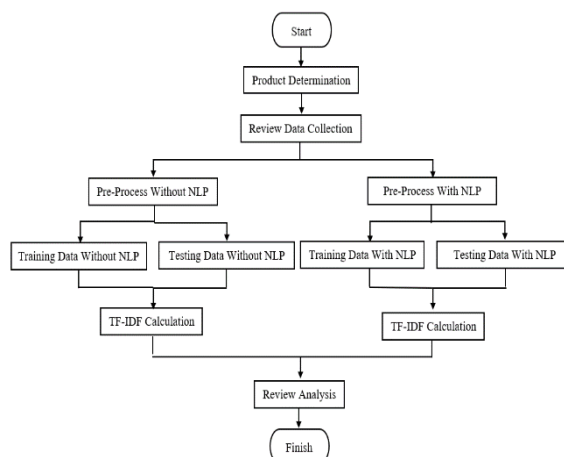 Start
Product Determination
Review Data Collection
Pre-Process Without NLP
Pre-Process With NLP
Training Data Without NLP
Testing Data Without NLP
Training Data With NLP
Testing Data With NLP
TF-IDF Calculation
TF-IDF Calculation
Review Analysis
Finish